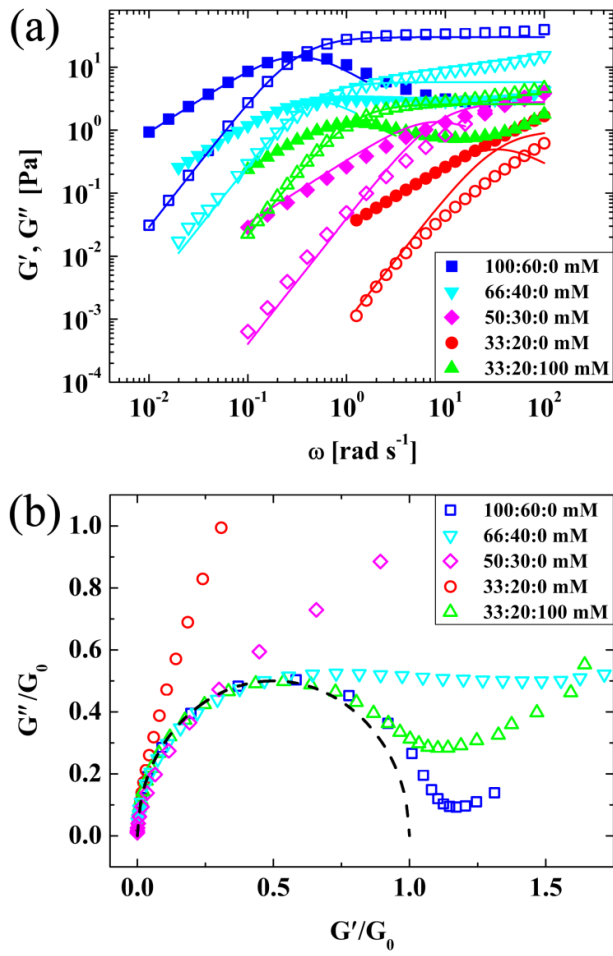 (a)
G′, G″ [Pa]
10¹
10⁰
10⁻¹
10⁻²
10⁻³
10⁻⁴
100:60:0 mM
66:40:0 mM
50:30:0 mM
33:20:0 mM
33:20:100 mM
10⁻² 10⁻¹ 10⁰ 10¹ 10²
ω [rad s⁻¹]
(b)
G″/G₀
1.0
0.8
0.6
0.4
0.2
0.0
100:60:0 mM
66:40:0 mM
50:30:0 mM
33:20:0 mM
33:20:100 mM
0.0 0.5 1.0 1.5
G′/G₀